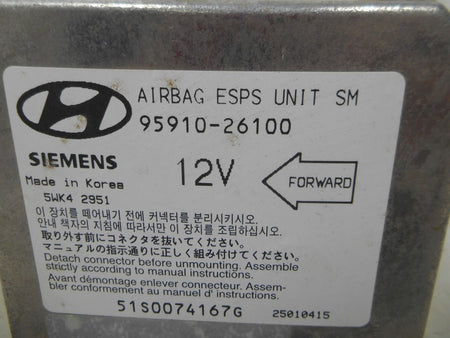 AIRBAG ESPS UNIT SM
95910-26100
SIEMENS
12V
FORWARD
Made in Korea
5WK4 2951
이 장치를 떼어내기 전에 커넥터를 분리시키시오.
안내 책자의 지침에 따라서만 이 장치를 조립하십시오.
取り外す前にコネクタを抜いてください。
マニュアルの指示通りに正しく組み付けてください。
Detach connector before unmounting. Assemble
strictly according to manual instructions.
Avant démontage enlever connecteur. Assem-
bler conformement au manuel d' instructions.
51S0074167G
25010415